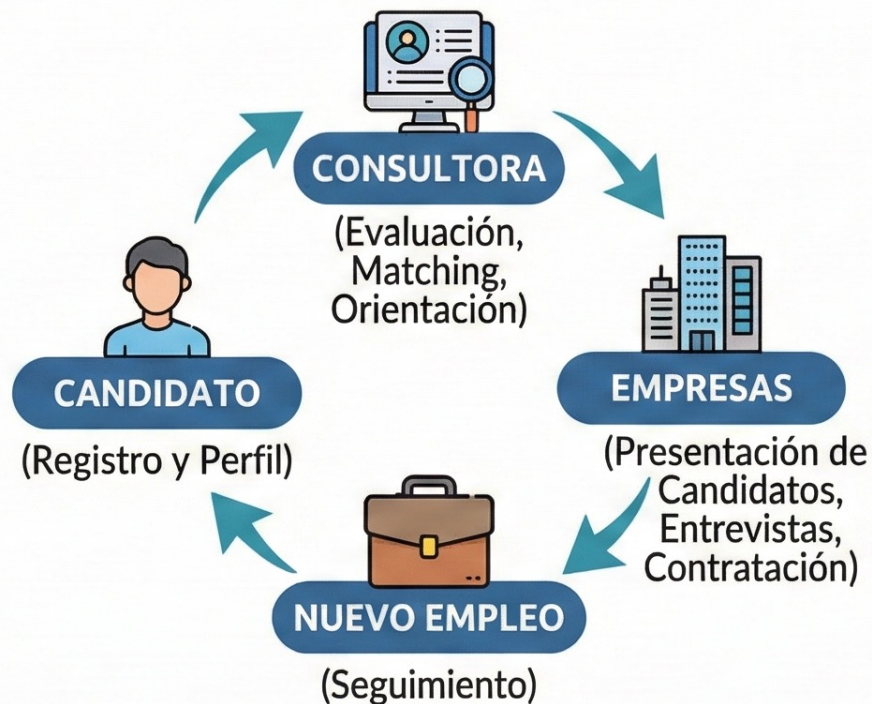 CONSULTORA
(Evaluación,
Matching,
Orientación)
CANDIDATO
(Registro y Perfil)
EMPRESAS
(Presentación de
Candidatos,
Entrevistas,
Contratación)
NUEVO EMPLEO
(Seguimiento)